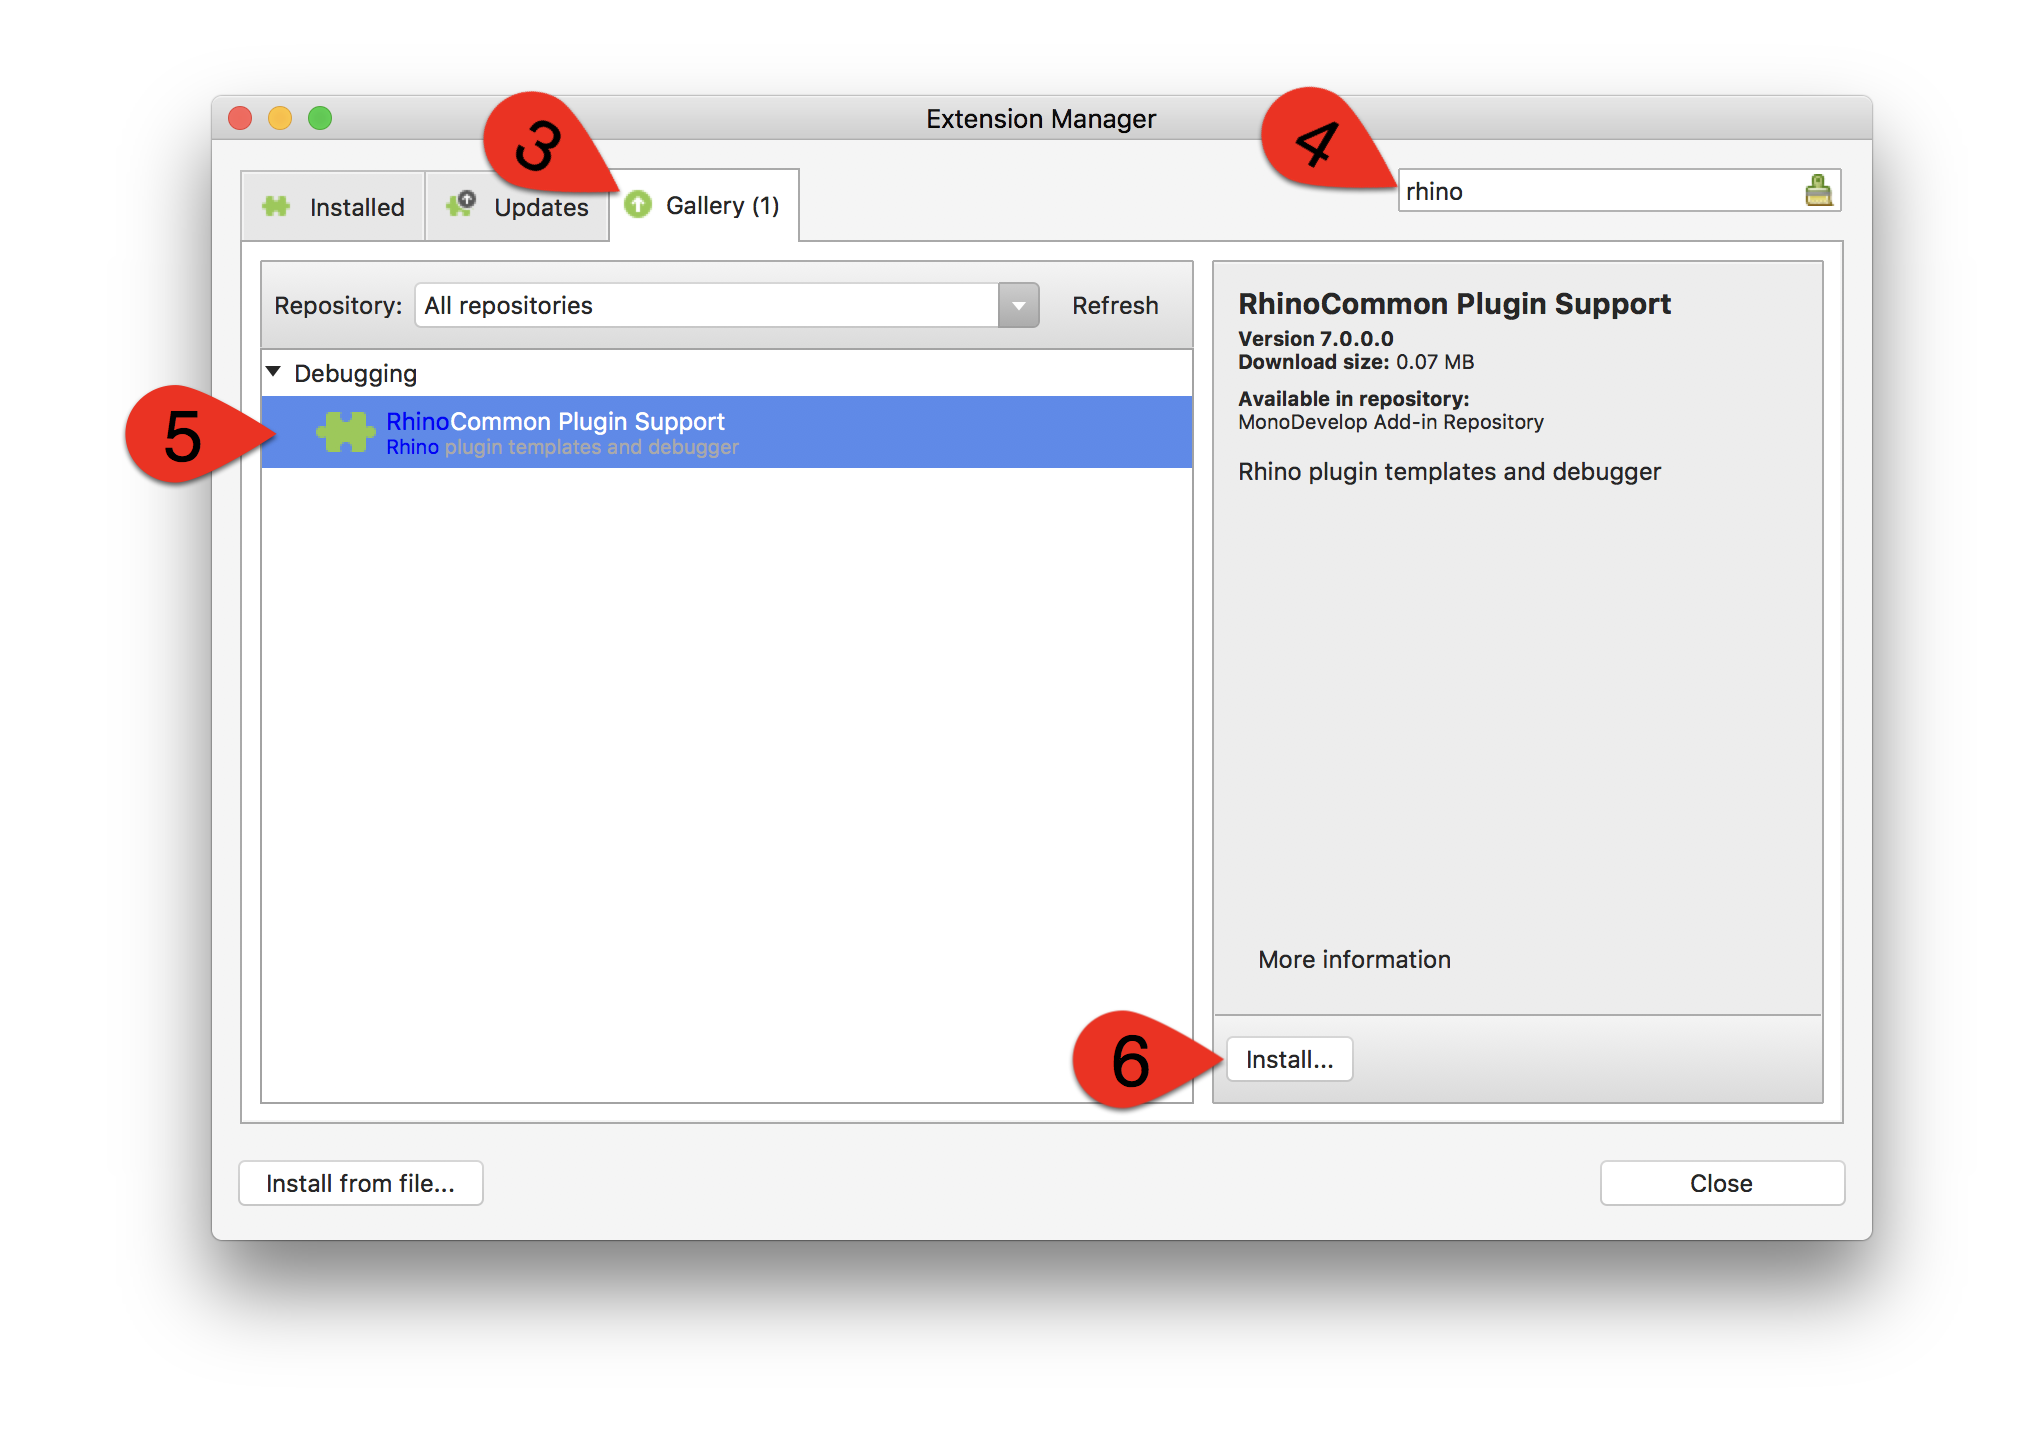 Extension Manager
3
4
Installed
Updates
Gallery (1)
rhino
Repository:
All repositories
Refresh
Debugging
5
RhinoCommon Plugin Support
Rhino plugin templates and debugger
RhinoCommon Plugin Support
Version 7.0.0.0
Download size: 0.07 MB
Available in repository:
MonoDevelop Add-in Repository
Rhino plugin templates and debugger
More information
6
Install...
Install from file...
Close